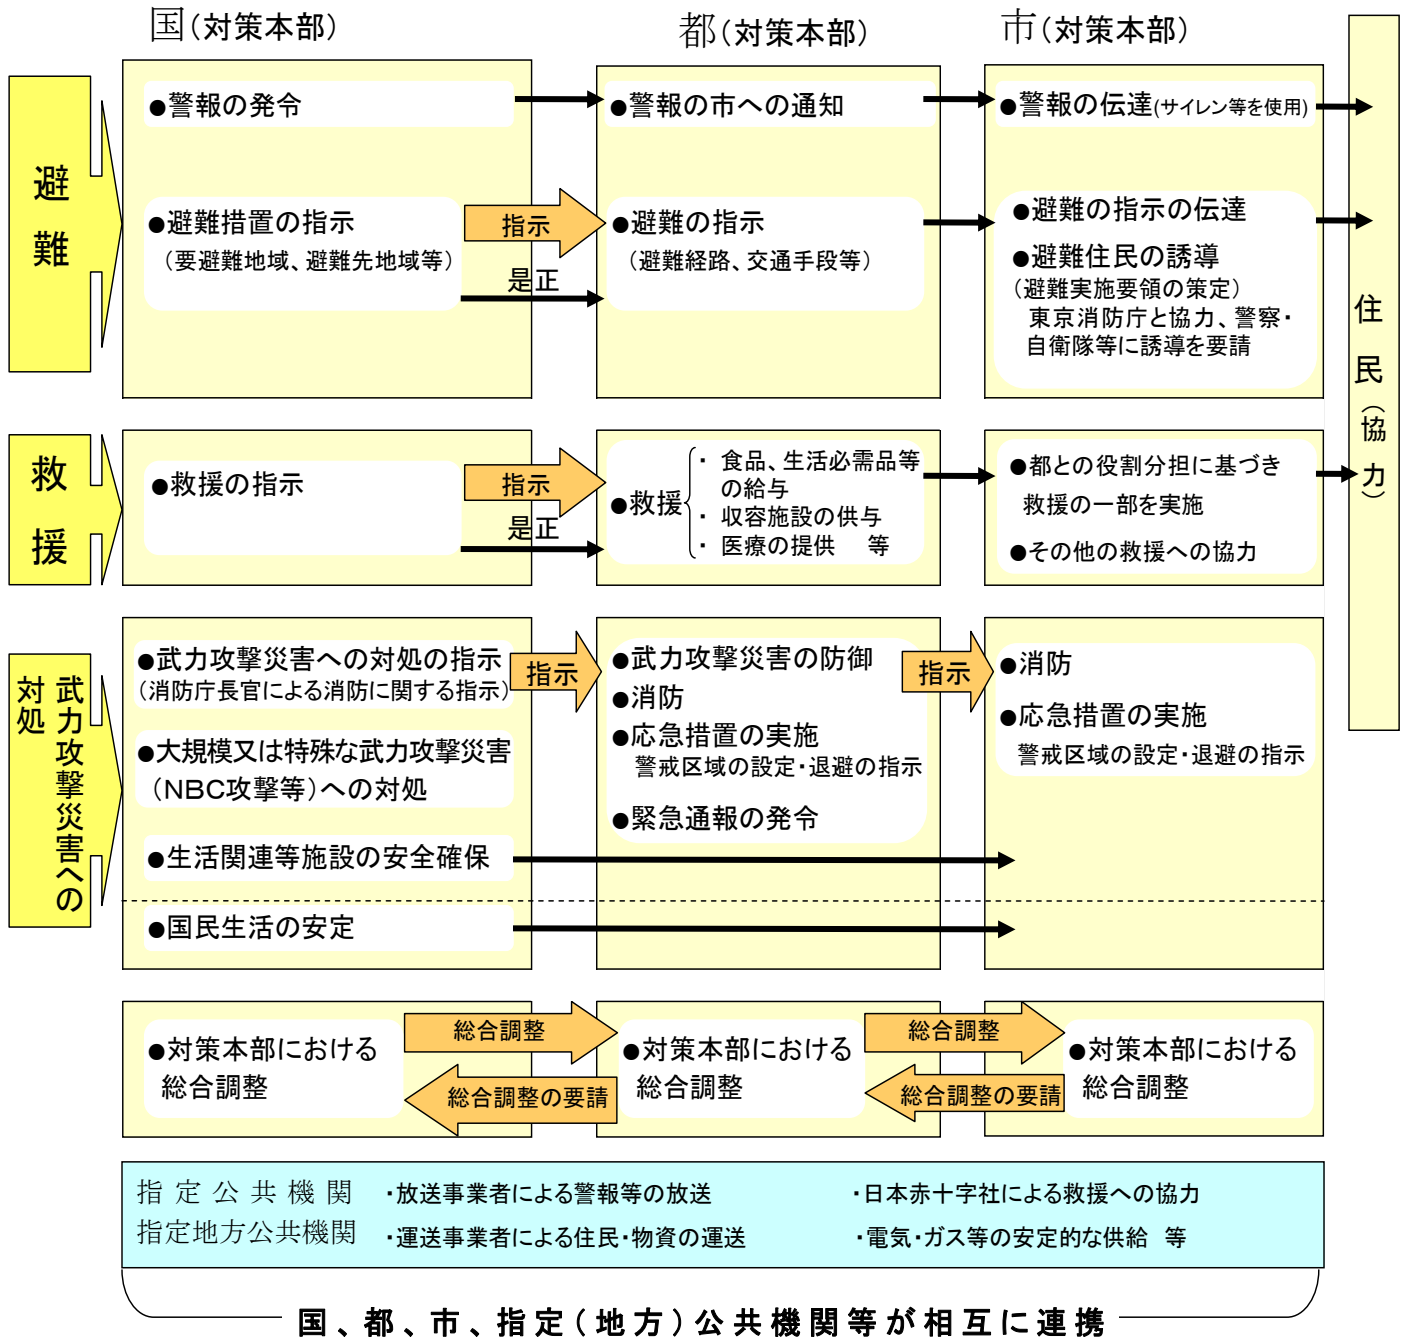 国(対策本部)
都(対策本部)
市(対策本部)
避難
●警報の発令
●警報の市への通知
●警報の伝達(サイレン等を使用)
●避難措置の指示
(要避難地域、避難先地域等)
指示
是正
●避難の指示
(避難経路、交通手段等)
●避難の指示の伝達
●避難住民の誘導
(避難実施要領の策定)
東京消防庁と協力、警察・
自衛隊等に誘導を要請
住民(協力)
救援
●救援の指示
指示
是正
●救援
・ 食品、生活必需品等
の給与
・ 収容施設の供与
・ 医療の提供 等
●都との役割分担に基づき
救援の一部を実施
●その他の救援への協力
武力攻撃災害への
対処
●武力攻撃災害への対処の指示
(消防庁長官による消防に関する指示)
●大規模又は特殊な武力攻撃災害
(NBC攻撃等)への対処
●生活関連等施設の安全確保
●国民生活の安定
指示
●武力攻撃災害の防御
●消防
●応急措置の実施
警戒区域の設定・退避の指示
●緊急通報の発令
指示
●消防
●応急措置の実施
警戒区域の設定・退避の指示
●対策本部における
総合調整
総合調整
総合調整の要請
●対策本部における
総合調整
総合調整
総合調整の要請
●対策本部における
総合調整
指定公共機関
指定地方公共機関
・放送事業者による警報等の放送
・日本赤十字社による救援への協力
・運送事業者による住民・物資の運送
・電気・ガス等の安定的な供給 等
国、都、市、指定(地方)公共機関等が相互に連携